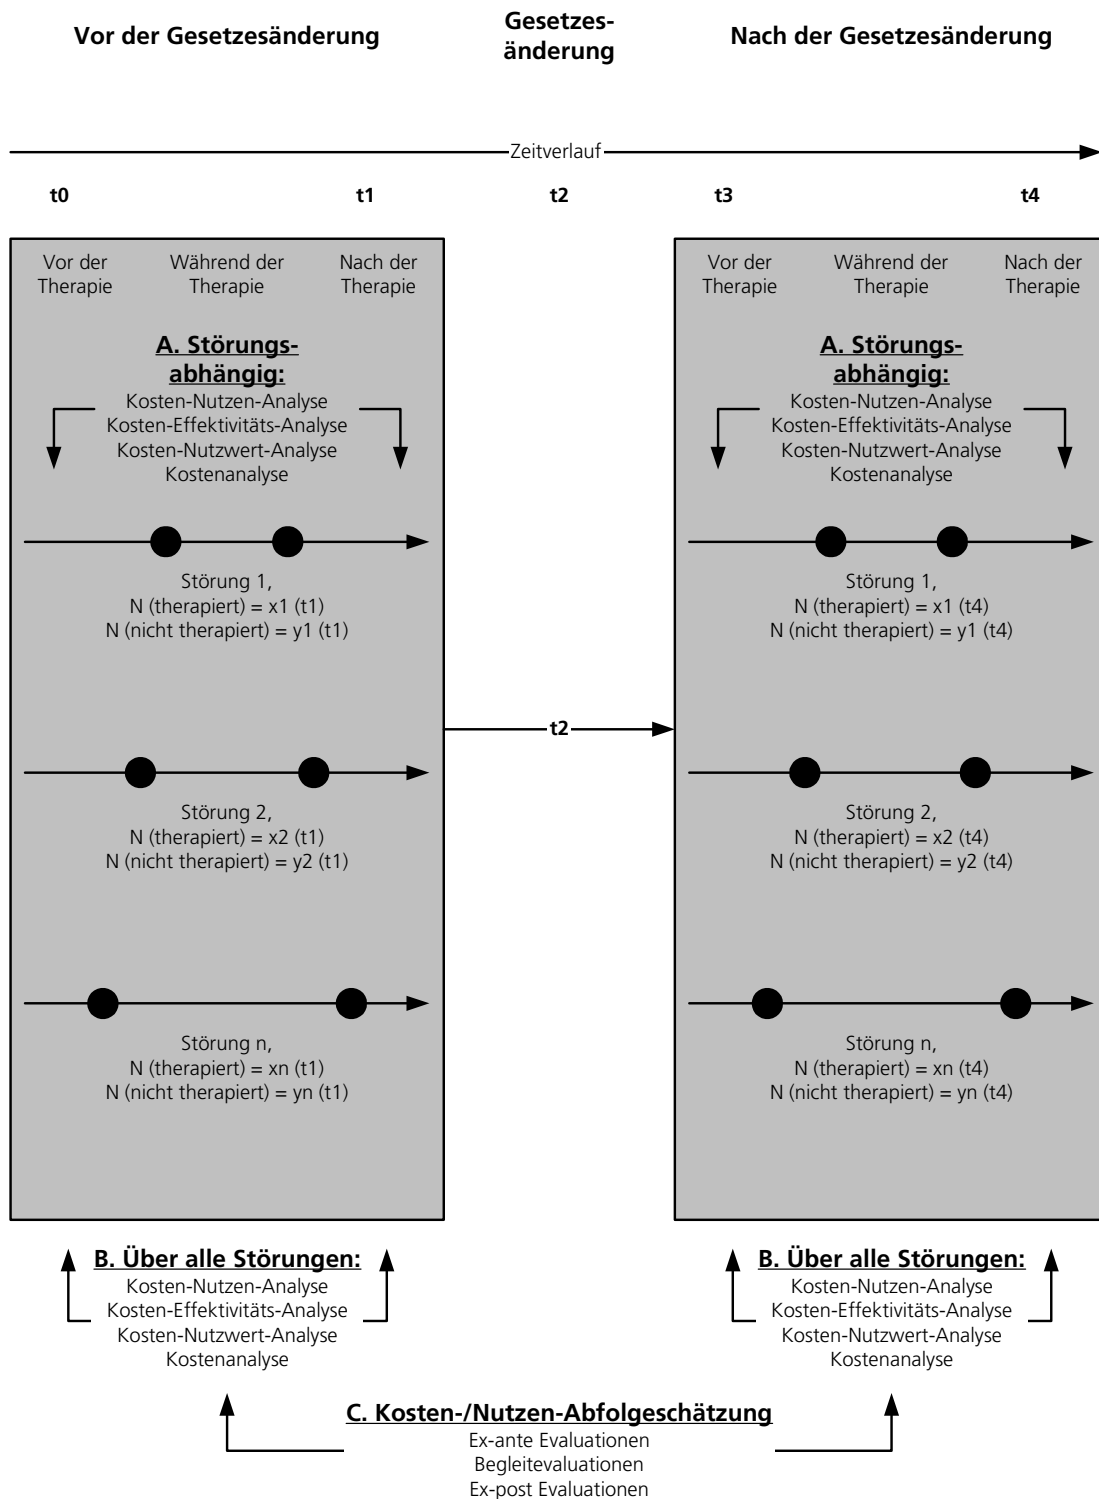 Vor der Gesetzesänderung
Gesetzes-
änderung
Nach der Gesetzesänderung
Zeitverlauf
t0
t1
t2
t3
t4
Vor der
Therapie
Während der
Therapie
Nach der
Therapie
A. Störungs-
abhängig:
Kosten-Nutzen-Analyse
Kosten-Effektivitäts-Analyse
Kosten-Nutzwert-Analyse
Kostenanalyse
Störung 1,
N (therapiert) = x1 (t1)
N (nicht therapiert) = y1 (t1)
Störung 2,
N (therapiert) = x2 (t1)
N (nicht therapiert) = y2 (t1)
Störung n,
N (therapiert) = xn (t1)
N (nicht therapiert) = yn (t1)
t2
Vor der
Therapie
Während der
Therapie
Nach der
Therapie
A. Störungs-
abhängig:
Kosten-Nutzen-Analyse
Kosten-Effektivitäts-Analyse
Kosten-Nutzwert-Analyse
Kostenanalyse
Störung 1,
N (therapiert) = x1 (t4)
N (nicht therapiert) = y1 (t4)
Störung 2,
N (therapiert) = x2 (t4)
N (nicht therapiert) = y2 (t4)
Störung n,
N (therapiert) = xn (t4)
N (nicht therapiert) = yn (t4)
B. Über alle Störungen:
Kosten-Nutzen-Analyse
Kosten-Effektivitäts-Analyse
Kosten-Nutzwert-Analyse
Kostenanalyse
B. Über alle Störungen:
Kosten-Nutzen-Analyse
Kosten-Effektivitäts-Analyse
Kosten-Nutzwert-Analyse
Kostenanalyse
C. Kosten-/Nutzen-Abfolgeschätzung
Ex-ante Evaluationen
Begleitevaluationen
Ex-post Evaluationen